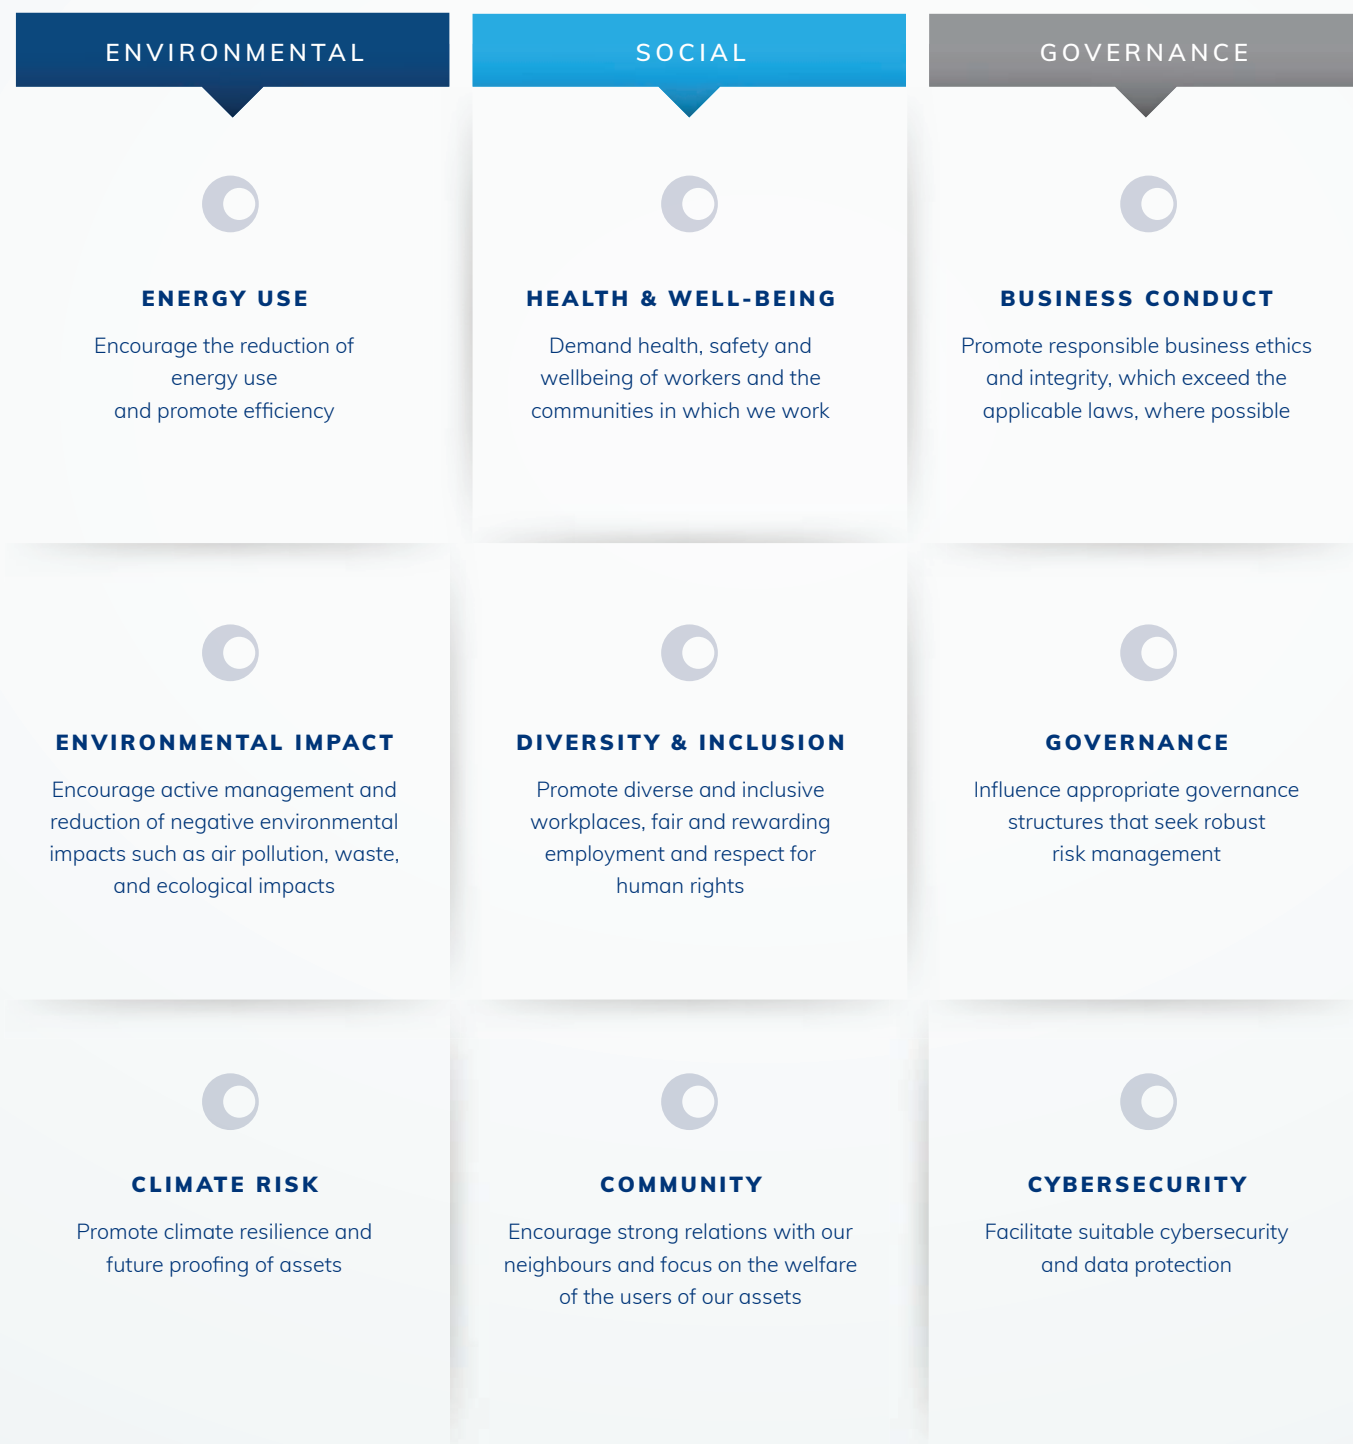 ENVIRONMENTAL
SOCIAL
GOVERNANCE
ENERGY USE
Encourage the reduction of
energy use
and promote efficiency
HEALTH & WELL-BEING
Demand health, safety and
wellbeing of workers and the
communities in which we work
BUSINESS CONDUCT
Promote responsible business ethics
and integrity, which exceed the
applicable laws, where possible
ENVIRONMENTAL IMPACT
Encourage active management and
reduction of negative environmental
impacts such as air pollution, waste,
and ecological impacts
DIVERSITY & INCLUSION
Promote diverse and inclusive
workplaces, fair and rewarding
employment and respect for
human rights
GOVERNANCE
Influence appropriate governance
structures that seek robust
risk management
CLIMATE RISK
Promote climate resilience and
future proofing of assets
COMMUNITY
Encourage strong relations with our
neighbours and focus on the welfare
of the users of our assets
CYBERSECURITY
Facilitate suitable cybersecurity
and data protection